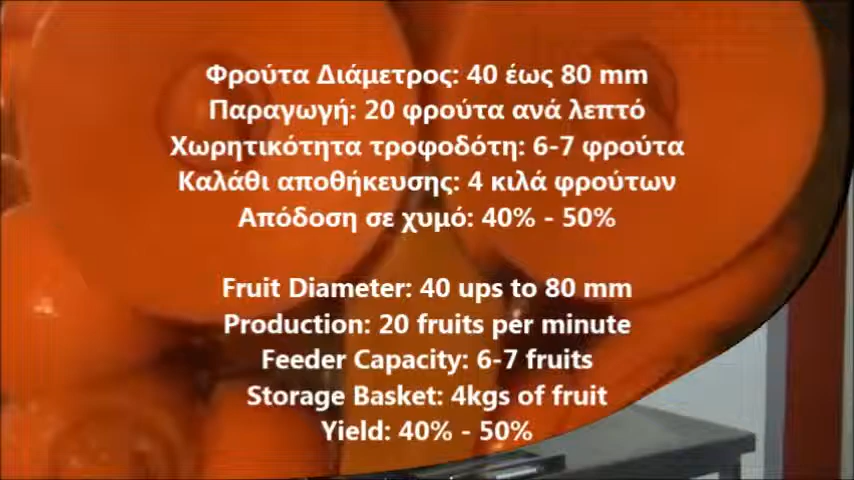 Φρούτα Διάμετρος: 40 έως 80 mm
Παραγωγή: 20 φρούτα ανά λεπτό
Χωρητικότητα τροφοδότη: 6-7 φρούτα
Καλάθι αποθήκευσης: 4 κιλά φρούτων
Απόδοση σε χυμό: 40% - 50%
Fruit Diameter: 40 ups to 80 mm
Production: 20 fruits per minute
Feeder Capacity: 6-7 fruits
Storage Basket: 4kgs of fruit
Yield: 40% - 50%